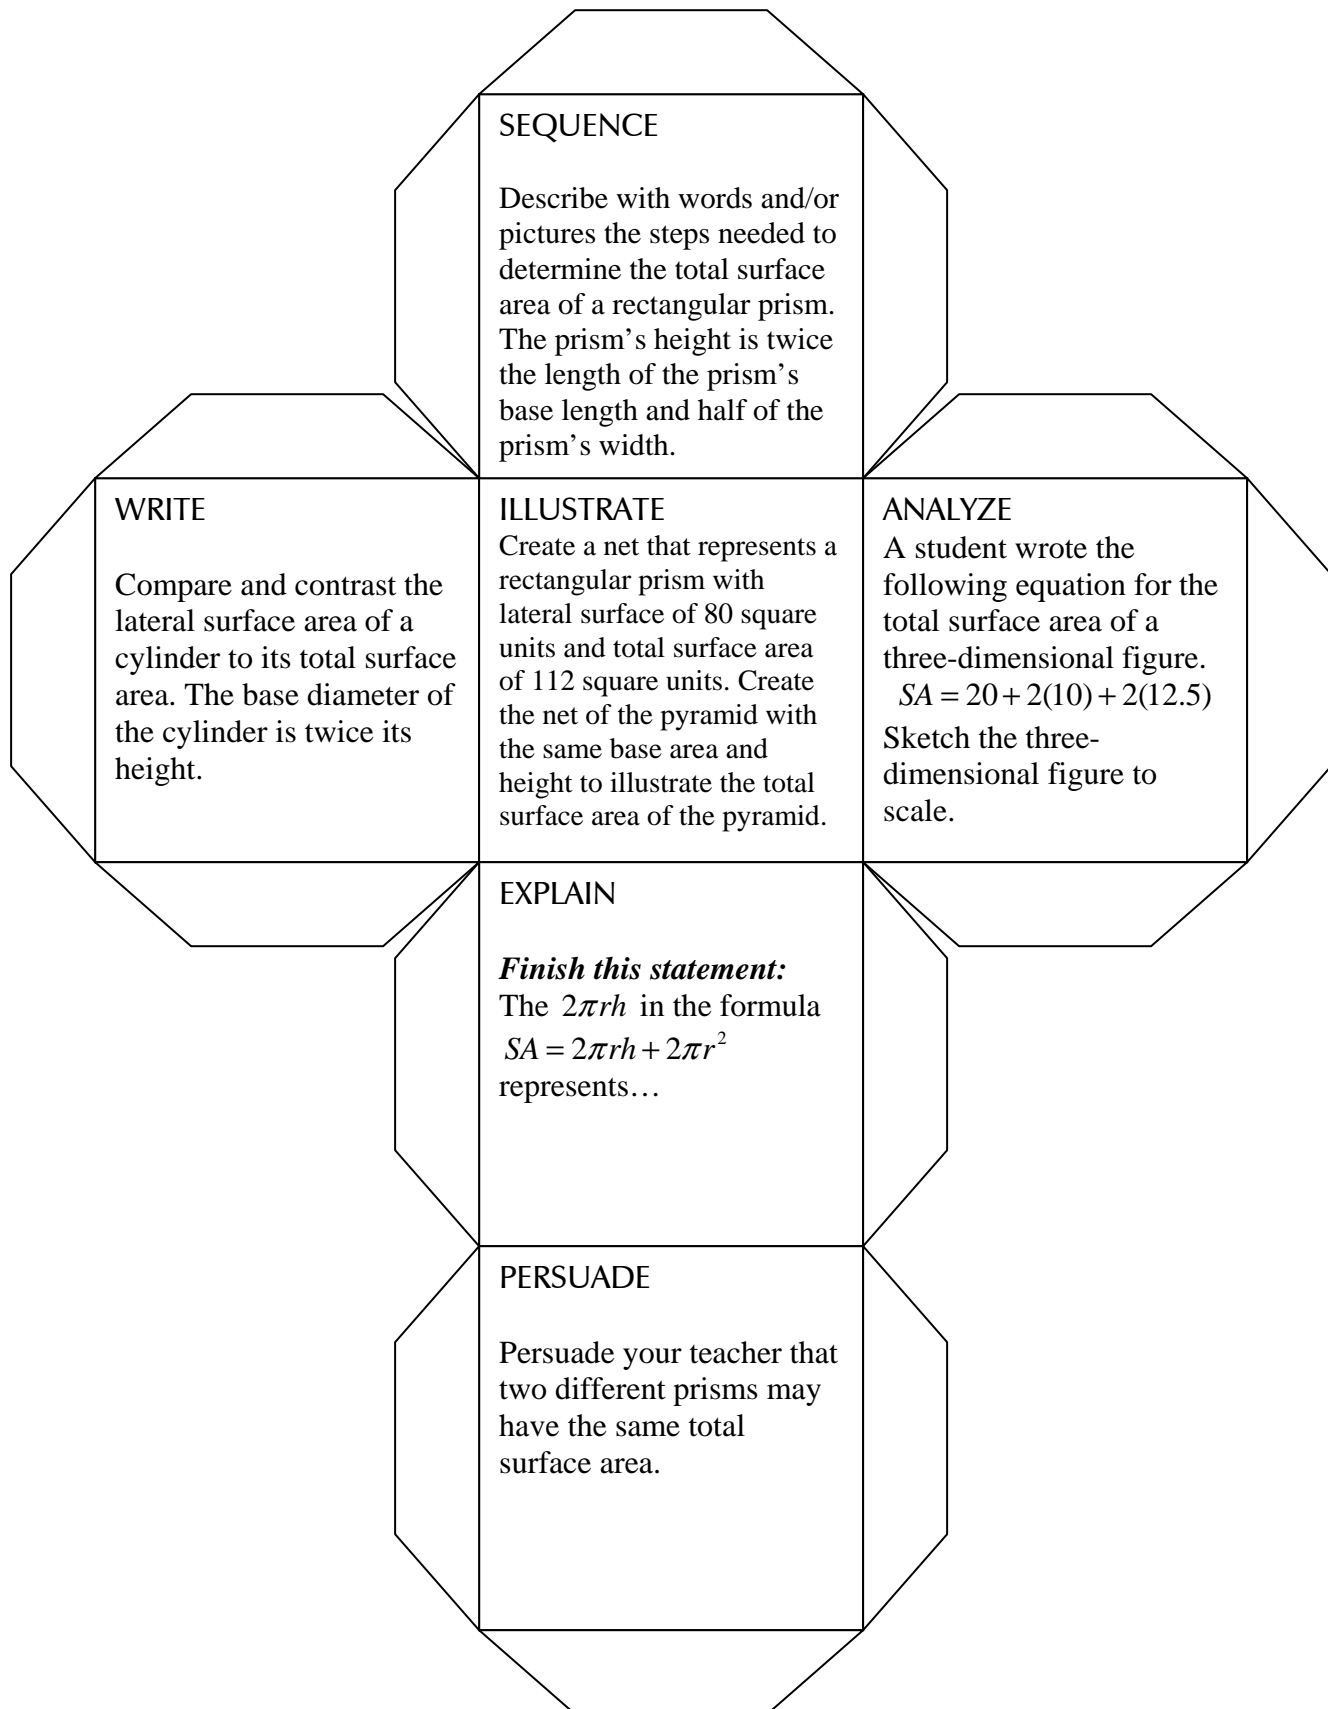 SEQUENCE
Describe with words and/or
pictures the steps needed to
determine the total surface
area of a rectangular prism.
The prism’s height is twice
the length of the prism’s
base length and half of the
prism’s width.
WRITE
Compare and contrast the
lateral surface area of a
cylinder to its total surface
area. The base diameter of
the cylinder is twice its
height.
ILLUSTRATE
Create a net that represents a
rectangular prism with
lateral surface of 80 square
units and total surface area
of 112 square units. Create
the net of the pyramid with
the same base area and
height to illustrate the total
surface area of the pyramid.
ANALYZE
A student wrote the
following equation for the
total surface area of a
three-dimensional figure.
SA = 20 + 2(10) + 2(12.5)
Sketch the three-
dimensional figure to
scale.
EXPLAIN
Finish this statement:
The 2πrh in the formula
SA = 2πrh + 2πr²
represents…
PERSUADE
Persuade your teacher that
two different prisms may
have the same total
surface area.